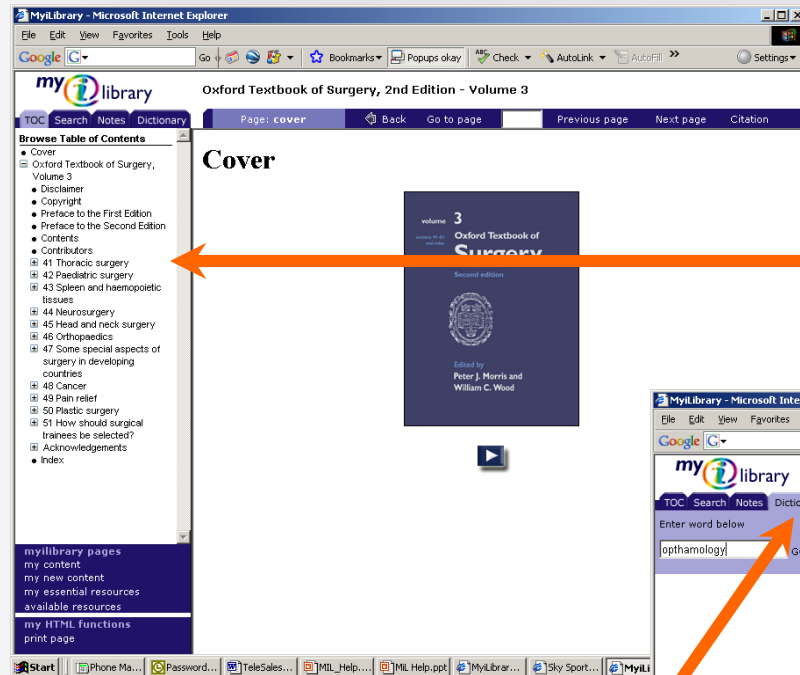 MyiLibrary - Microsoft Internet Explorer
File Edit View Favorites Tools Help
Google G Go Bookmarks Popups okay ABC Check AutoLink AutoFill >> Settings
my i library
Oxford Textbook of Surgery, 2nd Edition - Volume 3
TOC Search Notes Dictionary
Page: cover Back Go to page Previous page Next page Citation
Browse Table of Contents
Cover
Oxford Textbook of Surgery,
Volume 3
Disclaimer
Copyright
Preface to the First Edition
Preface to the Second Edition
Contents
Contributors
41 Thoracic surgery
42 Paediatric surgery
43 Spleen and haemopoietic
tissues
44 Neurosurgery
45 Head and neck surgery
46 Orthopaedics
47 Some special aspects of
surgery in developing
countries
48 Cancer
49 Pain relief
50 Plastic surgery
51 How should surgical
trainees be selected?
Acknowledgements
Index
myilibrary pages
my content
my new content
my essential resources
available resources
my HTML functions
print page
Cover
volume 3
Oxford Textbook of
Surgery
Second edition
Edited by
Peter J. Morris and
William C. Wood
MyiLibrary - Microsoft Inte
File Edit View Favorites
Google G
my i library
TOC Search Notes Dictio
Enter word below
opthamology
Start Phone Ma... Password... TeleSales... MIL_Help.... MiL Help.ppt MyiLibrar... Sky Sport... MyiLi